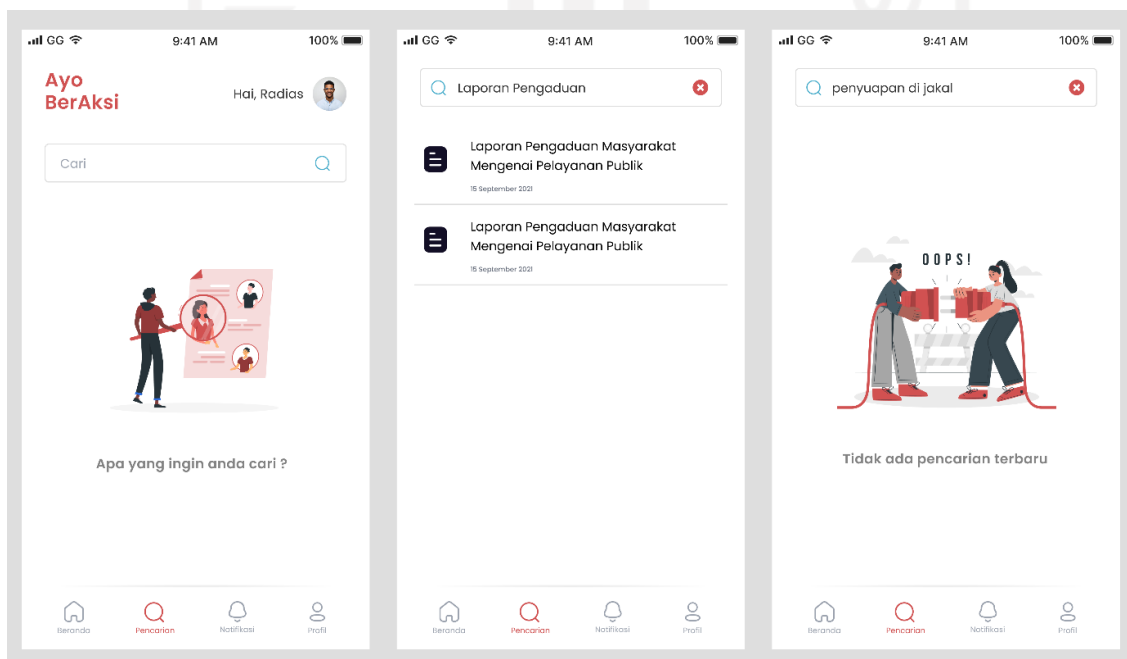 GG 9:41 AM 100%
Ayo
BerAksi
Hai, Radias
Cari
Apa yang ingin anda cari ?
Beranda Pencarian Notifikasi Profil
GG 9:41 AM 100%
Laporan Pengaduan
Laporan Pengaduan Masyarakat
Mengenai Pelayanan Publik
15 September 2021
Laporan Pengaduan Masyarakat
Mengenai Pelayanan Publik
15 September 2021
Beranda Pencarian Notifikasi Profil
GG 9:41 AM 100%
penyuapan di jakal
OOPS!
Tidak ada pencarian terbaru
Beranda Pencarian Notifikasi Profil